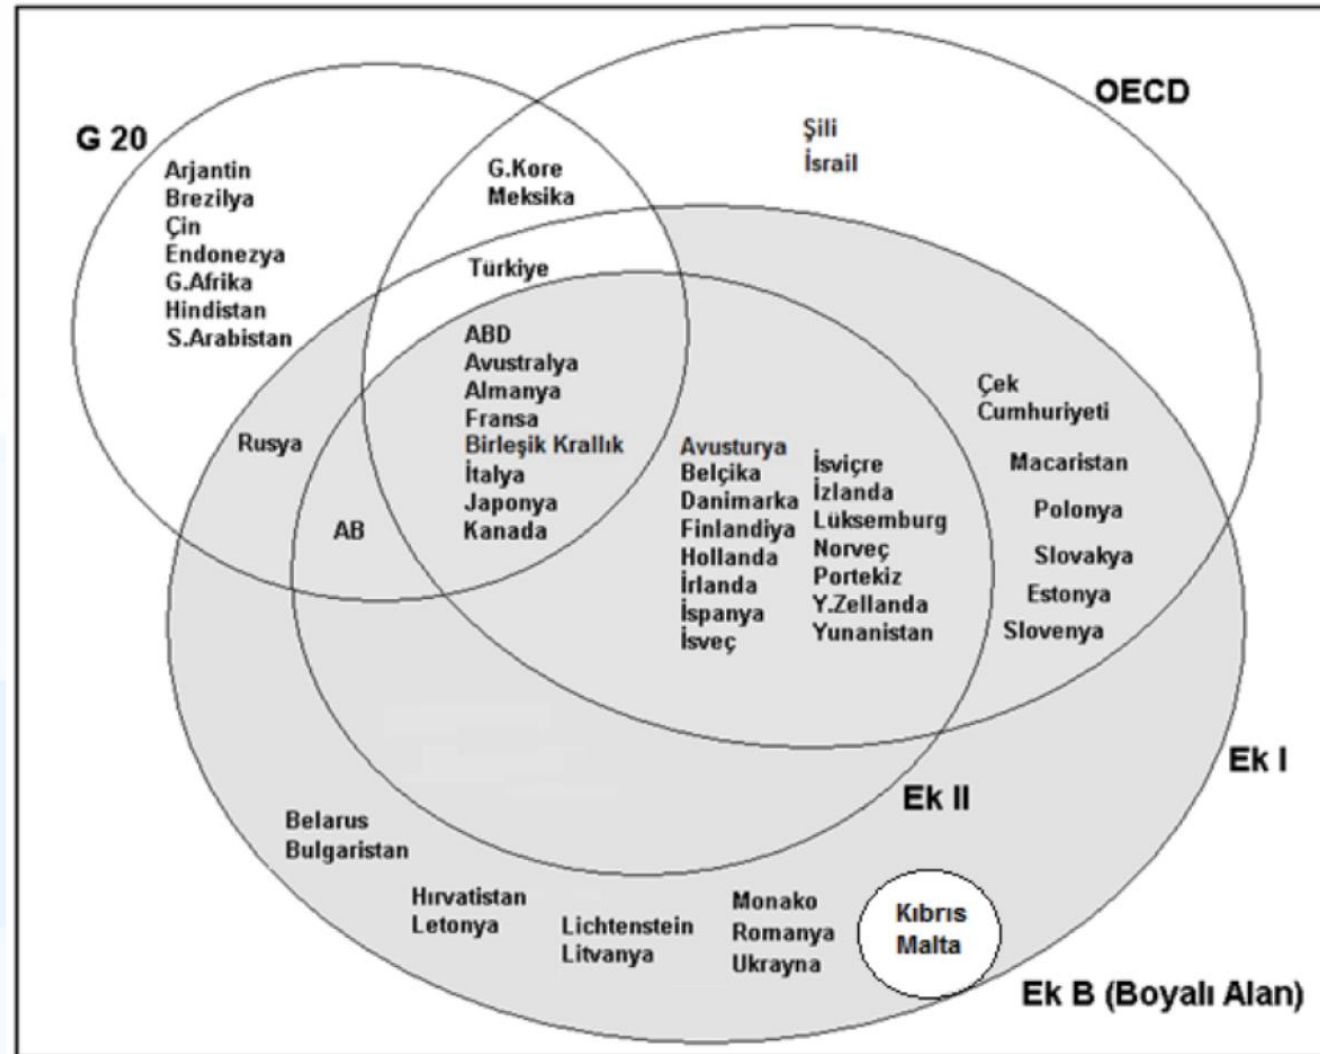 OECD
G 20
Şili
İsrail
Arjantin
Brezilya
Çin
Endonezya
G.Afrika
Hindistan
S.Arabistan
G.Kore
Meksika
Türkiye
ABD
Avustralya
Almanya
Fransa
Birleşik Krallık
İtalya
Japonya
Kanada
Rusya
AB
Avusturya
Belçika
Danimarka
Finlandiya
Hollanda
İrlanda
İspanya
İsveç
İsviçre
İzlanda
Lüksemburg
Norveç
Portekiz
Y.Zellanda
Yunanistan
Çek
Cumhuriyeti
Macaristan
Polonya
Slovakya
Estonya
Slovenya
Ek I
Ek II
Belarus
Bulgaristan
Hırvatistan
Letonya
Lichtenstein
Litvanya
Monako
Romanya
Ukrayna
Kıbrıs
Malta
Ek B (Boyalı Alan)